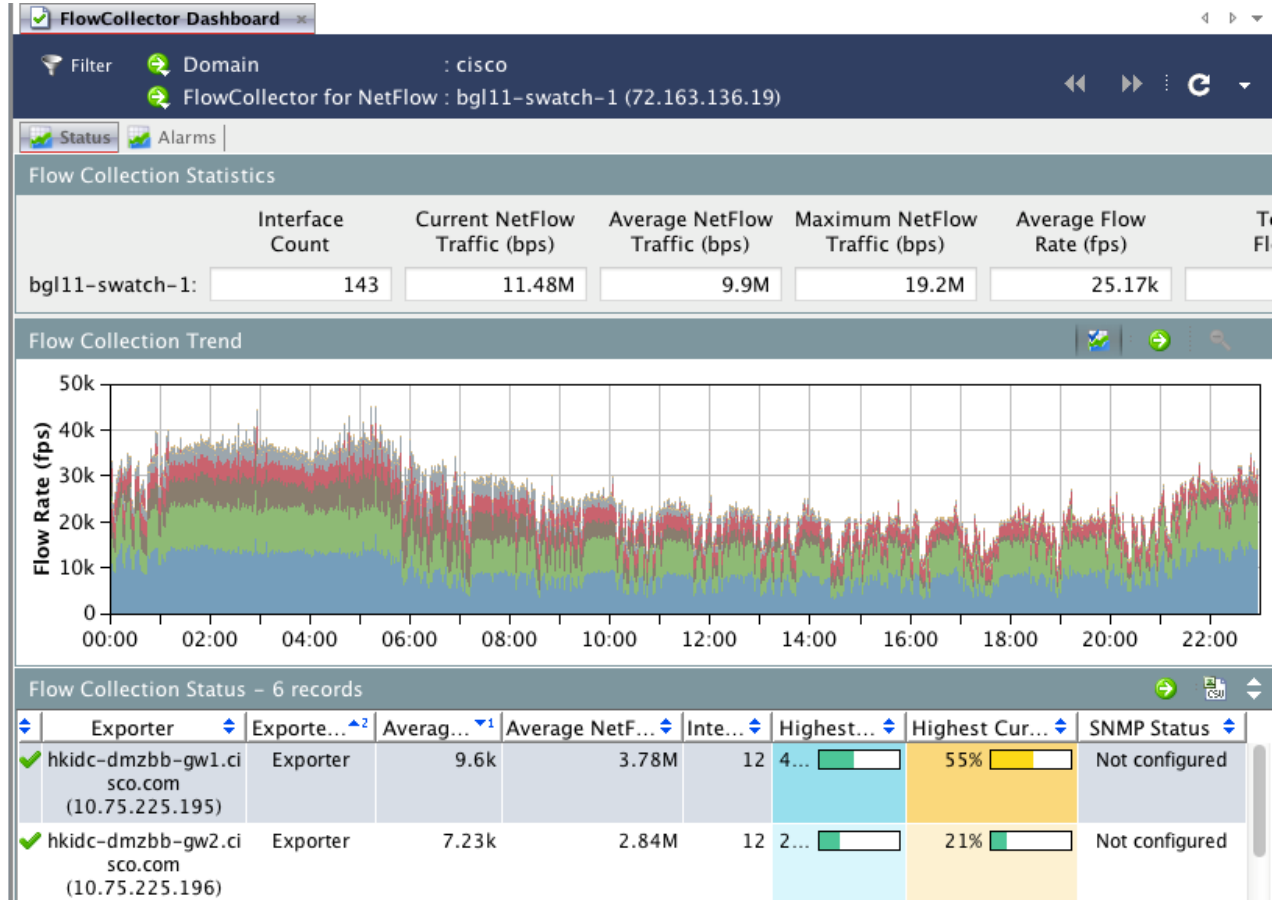 FlowCollector Dashboard
Filter
Domain : cisco
FlowCollector for NetFlow : bgl11-swatch-1 (72.163.136.19)
Status Alarms
Flow Collection Statistics
Interface Count
Current NetFlow Traffic (bps)
Average NetFlow Traffic (bps)
Maximum NetFlow Traffic (bps)
Average Flow Rate (fps)
bgl11-swatch-1: 143 11.48M 9.9M 19.2M 25.17k
Flow Collection Trend
Flow Rate (fps)
50k
40k
30k
20k
10k
0
00:00 02:00 04:00 06:00 08:00 10:00 12:00 14:00 16:00 18:00 20:00 22:00
Flow Collection Status – 6 records
CSV
Exporter Exporte... 2 Averag... 1 Average NetF... Inte... Highest... Highest Cur... SNMP Status
hkidc-dmzbb-gw1.ci Exporter 9.6k 3.78M 12 4... 55% Not configured
sco.com
(10.75.225.195)
hkidc-dmzbb-gw2.ci Exporter 7.23k 2.84M 12 2... 21% Not configured
sco.com
(10.75.225.196)